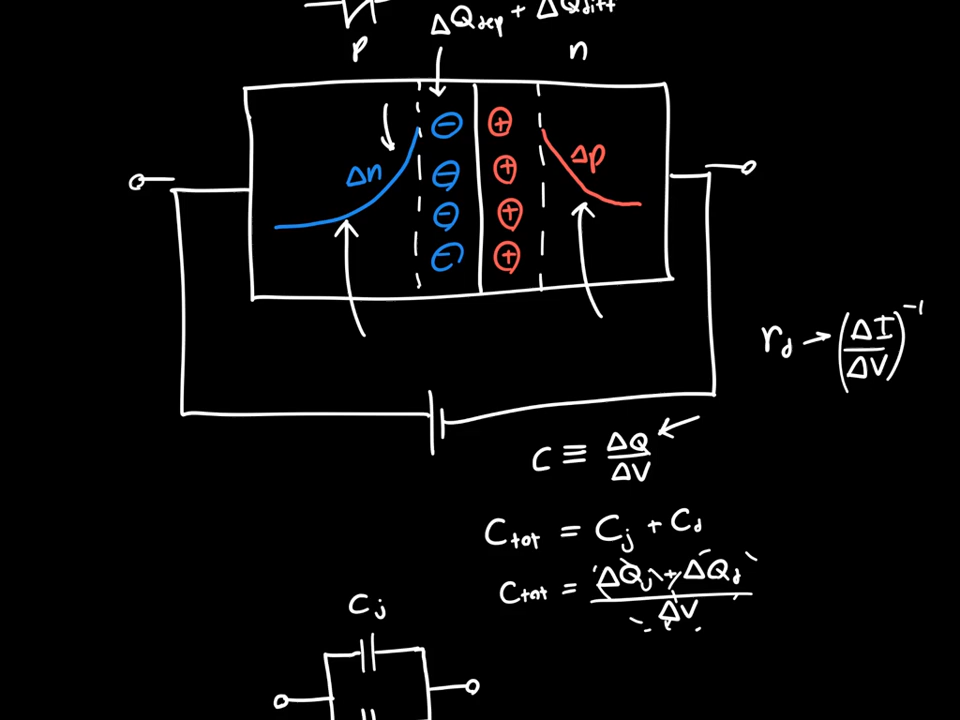 ΔQdep + ΔQdiff
p
n
⊖ ⊕
Δn ⊖ ⊕ Δp
⊖ ⊕
⊖ ⊕
rd → (ΔI/ΔV)⁻¹
C ≡ ΔQ/ΔV
Ctot = Cj + Cd
Ctot = (ΔQj + ΔQd)/ΔV
Cj